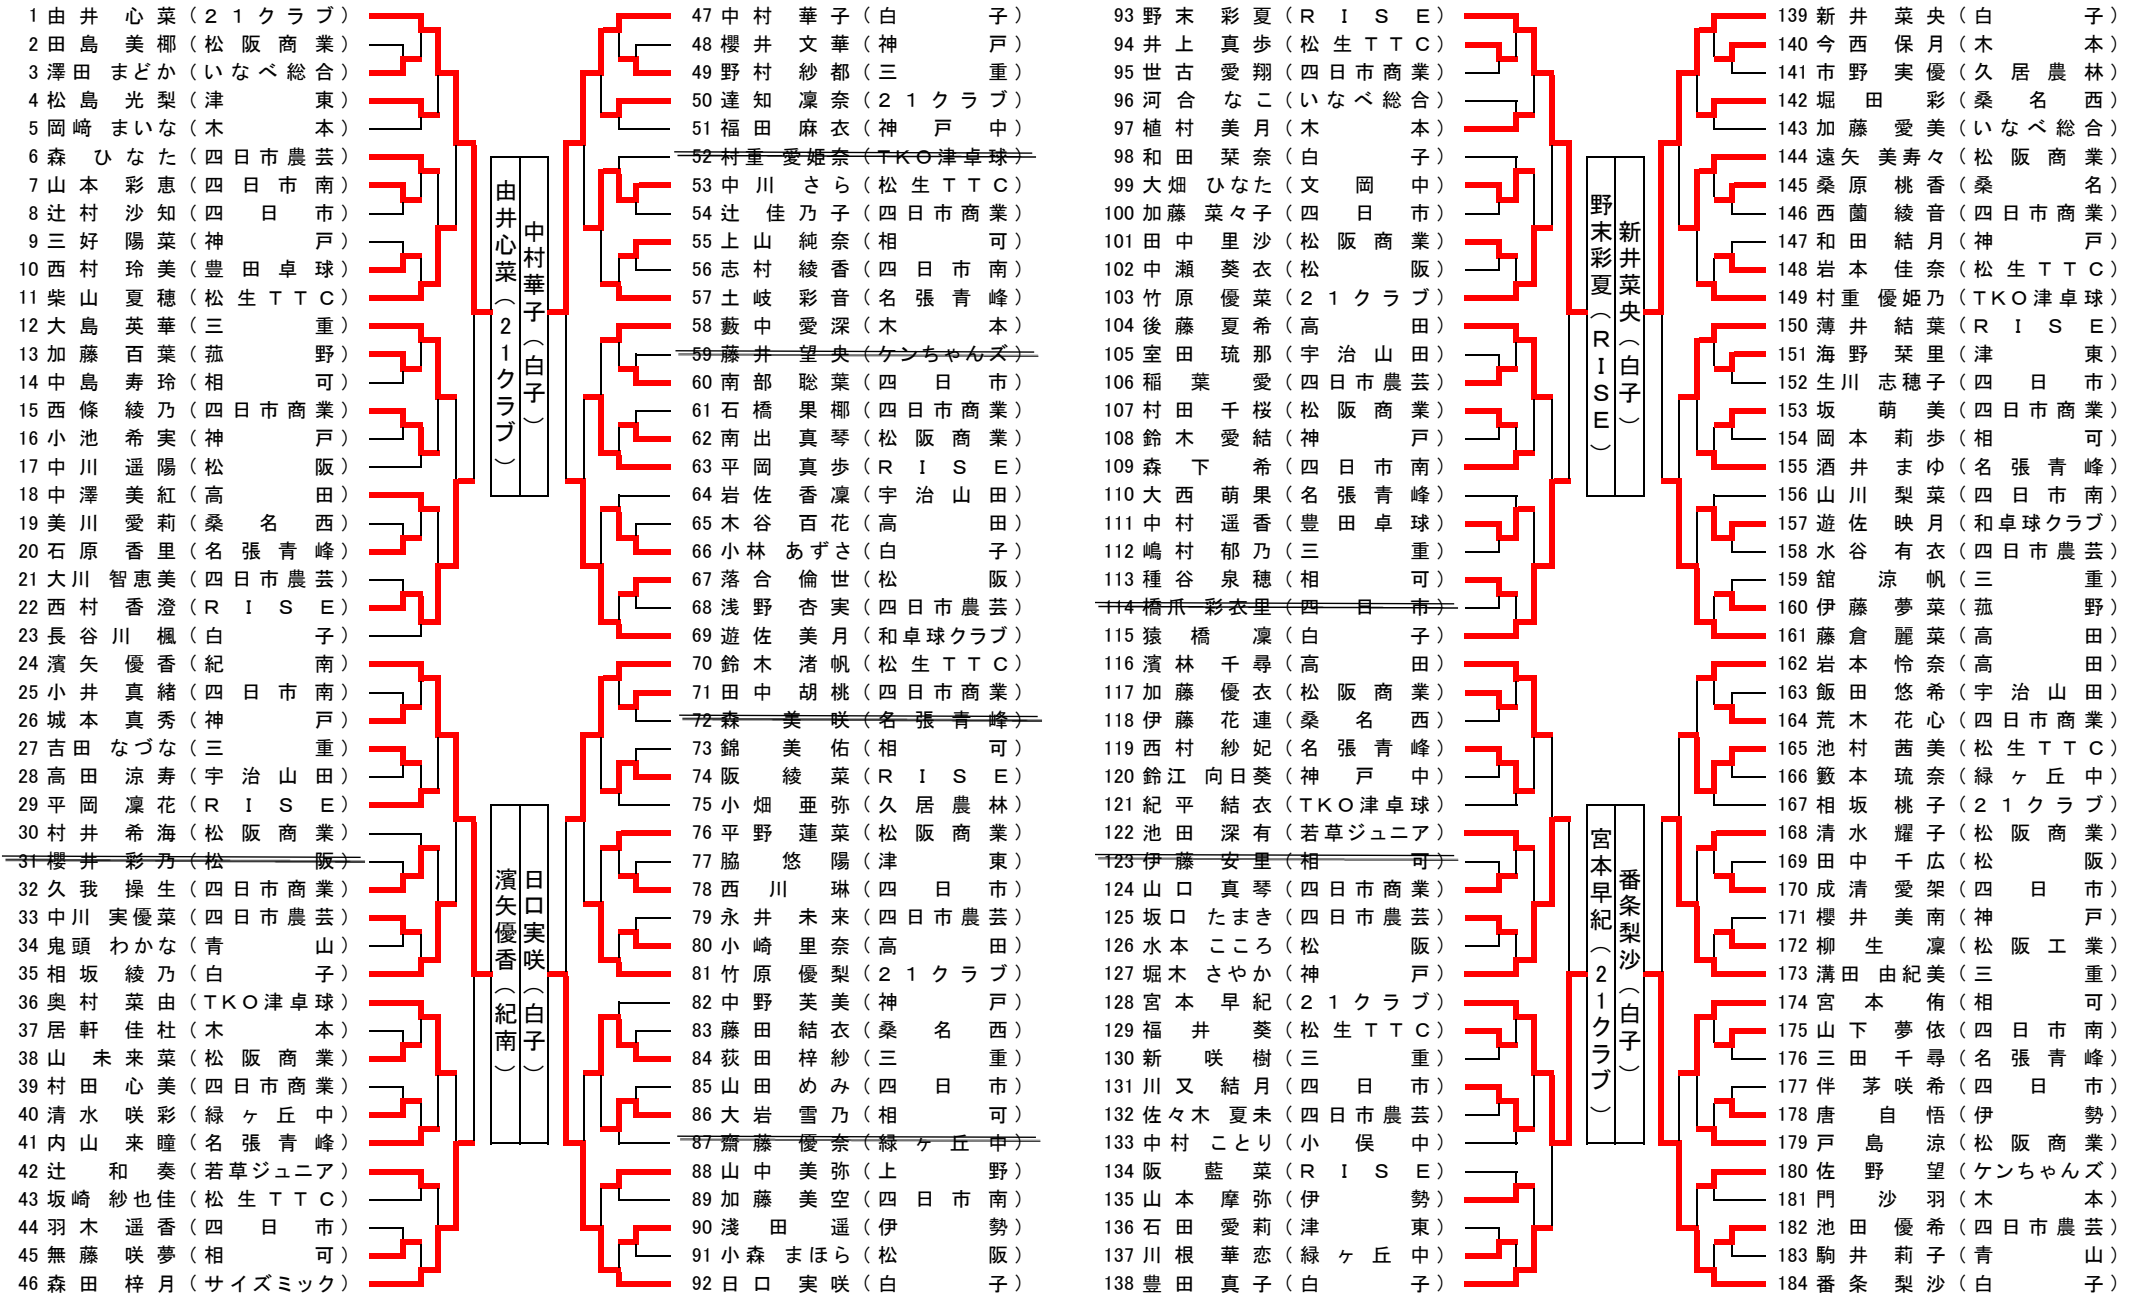 1 由井 心菜 (21クラブ)
2 田島 美椰 (松阪商業)
3 澤田 まどか (いなべ総合)
4 松島 光梨 (津東)
5 岡﨑 まいな (木本)
6 森 ひなた (四日市農芸)
7 山本 彩恵 (四日市南)
8 辻村 沙知 (四日市)
9 三好 陽菜 (神戸)
10 西村 玲美 (豊田卓球)
11 柴山 夏穂 (松生TTC)
12 大島 英華 (三重)
13 加藤 百葉 (菰野)
14 中島 寿玲 (相可)
15 西條 綾乃 (四日市商業)
16 小池 希実 (神戸)
17 中川 遥陽 (松阪)
18 中澤 美紅 (高田)
19 美川 愛莉 (桑名西)
20 石原 香里 (名張青峰)
21 大川 智恵美 (四日市農芸)
22 西村 香澄 (RISE)
23 長谷川 楓 (白子)
24 濱矢 優香 (紀南)
25 小井 真緒 (四日市南)
26 城本 真秀 (神戸)
27 吉田 なづな (三重)
28 高田 涼寿 (宇治山田)
29 平岡 凜花 (RISE)
30 村井 希海 (松阪商業)
31 櫻井 彩乃 (松阪)
32 久我 操生 (四日市商業)
33 中川 実優菜 (四日市農芸)
34 鬼頭 わかな (青山)
35 相坂 綾乃 (白子)
36 奥村 菜由 (TKO津卓球)
37 居軒 佳杜 (木本)
38 山 未来菜 (松阪商業)
39 村田 心美 (四日市商業)
40 清水 咲彩 (緑ヶ丘中)
41 内山 来瞳 (名張青峰)
42 辻 和奏 (若草ジュニア)
43 坂崎 紗也佳 (松生TTC)
44 羽木 遥香 (四日市)
45 無藤 咲夢 (相可)
46 森田 梓月 (サイズミック)
由井心菜(21クラブ)
中村華子(白子)
濱矢優香(紀南)
日口実咲(白子)
47 中村 華子 (白子)
48 櫻井 文華 (神戸)
49 野村 紗都 (三重)
50 達知 凜奈 (21クラブ)
51 福田 麻衣 (神戸中)
52 村重 愛姫奈 (TKO津卓球)
53 中川 さら (松生TTC)
54 辻 佳乃子 (四日市商業)
55 上山 純奈 (相可)
56 志村 綾香 (四日市南)
57 土岐 彩音 (名張青峰)
58 藪中 愛深 (木本)
59 藤井 望央 (ケンちゃんズ)
60 南部 聡葉 (四日市)
61 石橋 果椰 (四日市商業)
62 南出 真琴 (松阪商業)
63 平岡 真歩 (RISE)
64 岩佐 香凜 (宇治山田)
65 木谷 百花 (高田)
66 小林 あずさ (白子)
67 落合 倫世 (松阪)
68 浅野 杏実 (四日市農芸)
69 遊佐 美月 (和卓球クラブ)
70 鈴木 渚帆 (松生TTC)
71 田中 胡桃 (四日市商業)
72 森 美咲 (名張青峰)
73 錦 美佑 (相可)
74 阪 綾菜 (RISE)
75 小畑 亜弥 (久居農林)
76 平野 蓮菜 (松阪商業)
77 脇 悠陽 (津東)
78 西川 琳 (四日市)
79 永井 未来 (四日市農芸)
80 小崎 里奈 (高田)
81 竹原 優梨 (21クラブ)
82 中野 芙美 (神戸)
83 藤田 結衣 (桑名西)
84 荻田 梓紗 (三重)
85 山田 めみ (四日市)
86 大岩 雪乃 (相可)
87 齋藤 優奈 (緑ヶ丘中)
88 山中 美弥 (上野)
89 加藤 美空 (四日市南)
90 淺田 遥 (伊勢)
91 小森 まほら (松阪)
92 日口 実咲 (白子)
93 野末 彩夏 (RISE)
94 井上 真歩 (松生TTC)
95 世古 愛翔 (四日市商業)
96 河合 なこ (いなべ総合)
97 植村 美月 (木本)
98 和田 栞奈 (白子)
99 大畑 ひなた (文岡中)
100 加藤 菜々子 (四日市)
101 田中 里沙 (松阪商業)
102 中瀬 葵衣 (松阪)
103 竹原 優菜 (21クラブ)
104 後藤 夏希 (高田)
105 室田 琉那 (宇治山田)
106 稲葉 愛 (四日市農芸)
107 村田 千桜 (松阪商業)
108 鈴木 愛結 (神戸)
109 森下 希 (四日市南)
110 大西 萌果 (名張青峰)
111 中村 遥香 (豊田卓球)
112 嶋村 郁乃 (三重)
113 種谷 泉穂 (相可)
114 橋爪 彩衣里 (四日市)
115 猿橋 凜 (白子)
116 濱林 千尋 (高田)
117 加藤 優衣 (松阪商業)
118 伊藤 花連 (桑名西)
119 西村 紗妃 (名張青峰)
120 鈴江 向日葵 (神戸中)
121 紀平 結衣 (TKO津卓球)
122 池田 深有 (若草ジュニア)
123 伊藤 安里 (相可)
124 山口 真琴 (四日市商業)
125 坂口 たまき (四日市農芸)
126 水本 こころ (松阪)
127 堀木 さやか (神戸)
128 宮本 早紀 (21クラブ)
129 福井 葵 (松生TTC)
130 新 咲樹 (三重)
131 川又 結月 (四日市)
132 佐々木 夏未 (四日市農芸)
133 中村 ことり (小俣中)
134 阪 藍菜 (RISE)
135 山本 摩弥 (伊勢)
136 石田 愛莉 (津東)
137 川根 華恋 (緑ヶ丘中)
138 豊田 真子 (白子)
野末彩夏(RISE)
新井菜央(白子)
宮本早紀(21クラブ)
番条梨沙(白子)
139 新井 菜央 (白子)
140 今西 保月 (木本)
141 市野 実優 (久居農林)
142 堀田 彩 (桑名西)
143 加藤 愛美 (いなべ総合)
144 遠矢 美寿々 (松阪商業)
145 桑原 桃香 (桑名)
146 西薗 綾音 (四日市商業)
147 和田 結月 (神戸)
148 岩本 佳奈 (松生TTC)
149 村重 優姫乃 (TKO津卓球)
150 薄井 結葉 (RISE)
151 海野 栞里 (津東)
152 生川 志穂子 (四日市)
153 坂 萌美 (四日市商業)
154 岡本 莉歩 (相可)
155 酒井 まゆ (名張青峰)
156 山川 梨菜 (四日市南)
157 遊佐 映月 (和卓球クラブ)
158 水谷 有衣 (四日市農芸)
159 舘 涼帆 (三重)
160 伊藤 夢菜 (菰野)
161 藤倉 麗菜 (高田)
162 岩本 怜奈 (高田)
163 飯田 悠希 (宇治山田)
164 荒木 花心 (四日市商業)
165 池村 茜美 (松生TTC)
166 籔本 琉奈 (緑ヶ丘中)
167 相坂 桃子 (21クラブ)
168 清水 耀子 (松阪商業)
169 田中 千広 (松阪)
170 成清 愛架 (四日市)
171 櫻井 美南 (神戸)
172 柳生 凜 (松阪工業)
173 溝田 由紀美 (三重)
174 宮本 侑 (相可)
175 山下 夢依 (四日市南)
176 三田 千尋 (名張青峰)
177 伴 茅咲希 (四日市)
178 唐 自悟 (伊勢)
179 戸島 涼 (松阪商業)
180 佐野 望 (ケンちゃんズ)
181 門 沙羽 (木本)
182 池田 優希 (四日市農芸)
183 駒井 莉子 (青山)
184 番条 梨沙 (白子)